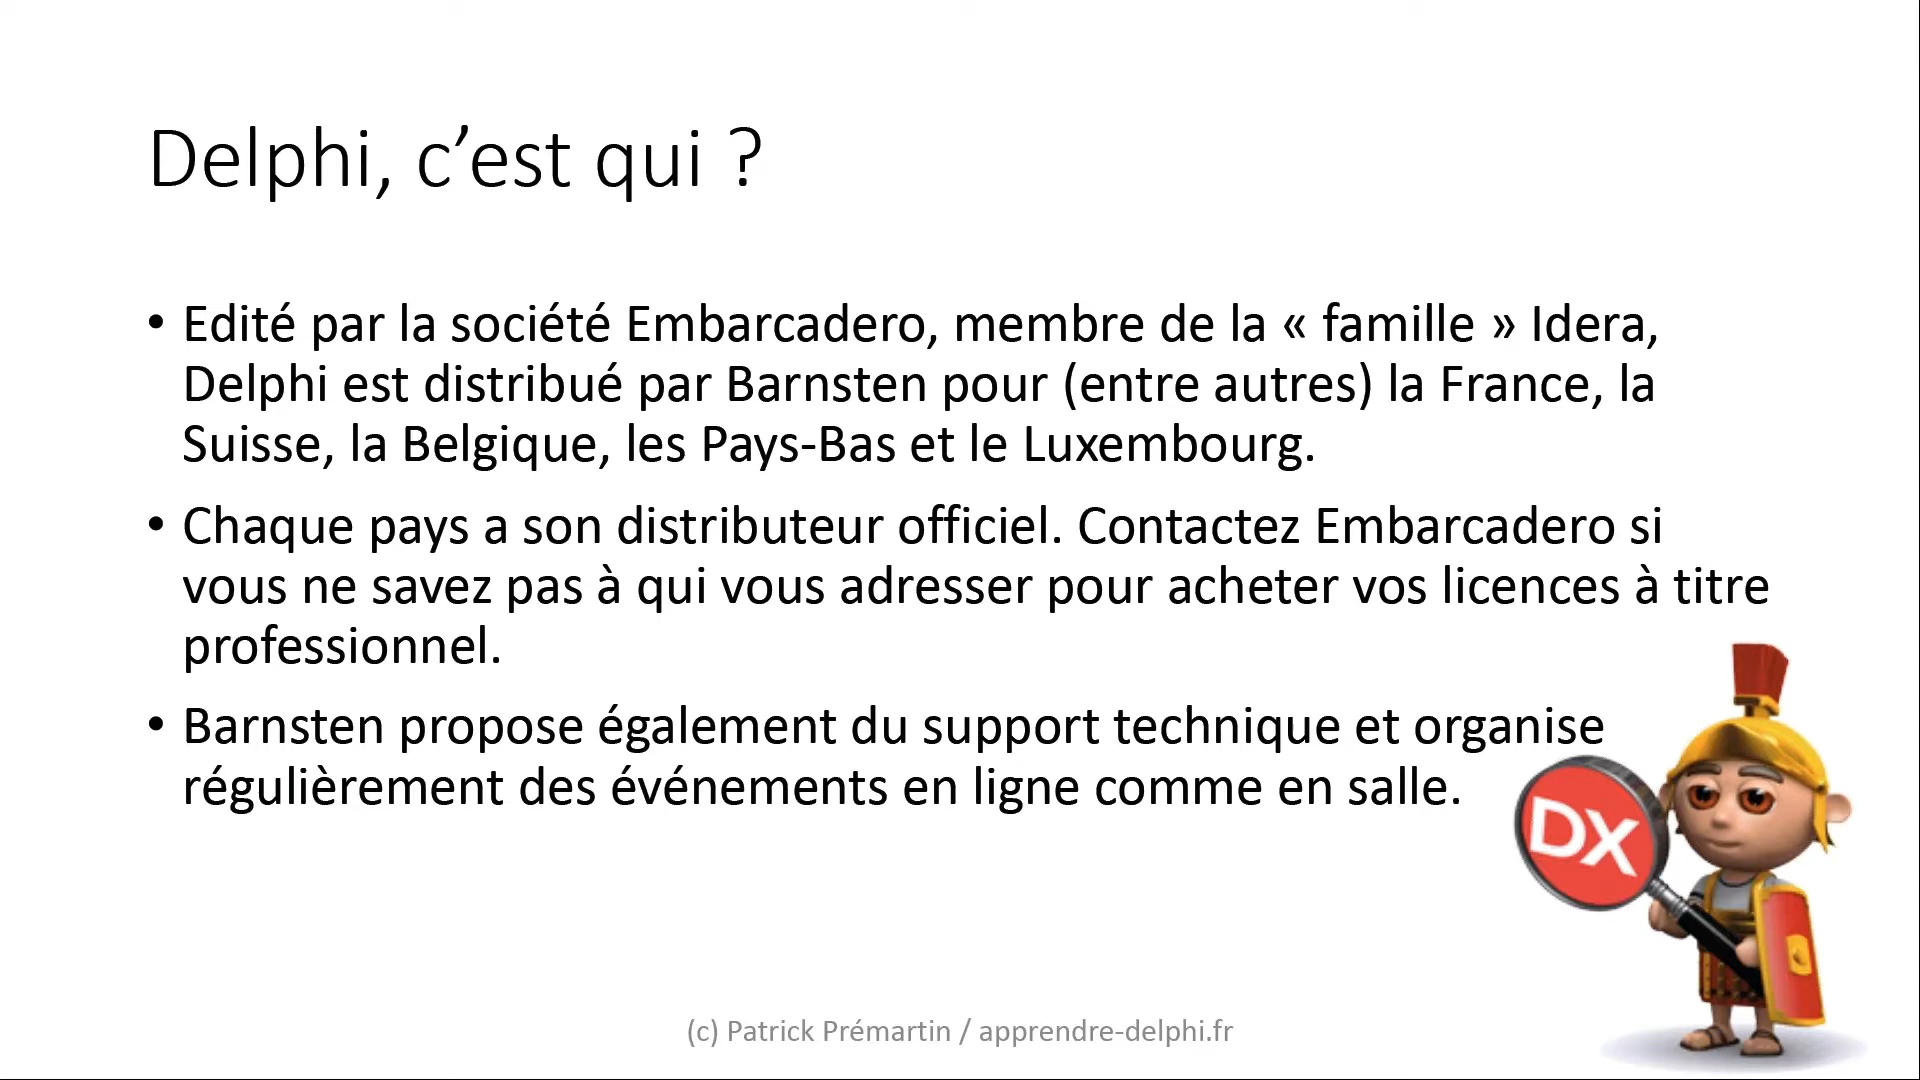 Delphi, c’est qui ?
• Edité par la société Embarcadero, membre de la « famille » Idera,
Delphi est distribué par Barnsten pour (entre autres) la France, la
Suisse, la Belgique, les Pays-Bas et le Luxembourg.
• Chaque pays a son distributeur officiel. Contactez Embarcadero si
vous ne savez pas à qui vous adresser pour acheter vos licences à titre
professionnel.
• Barnsten propose également du support technique et organise
régulièrement des événements en ligne comme en salle.
DX
(c) Patrick Prémartin / apprendre-delphi.fr